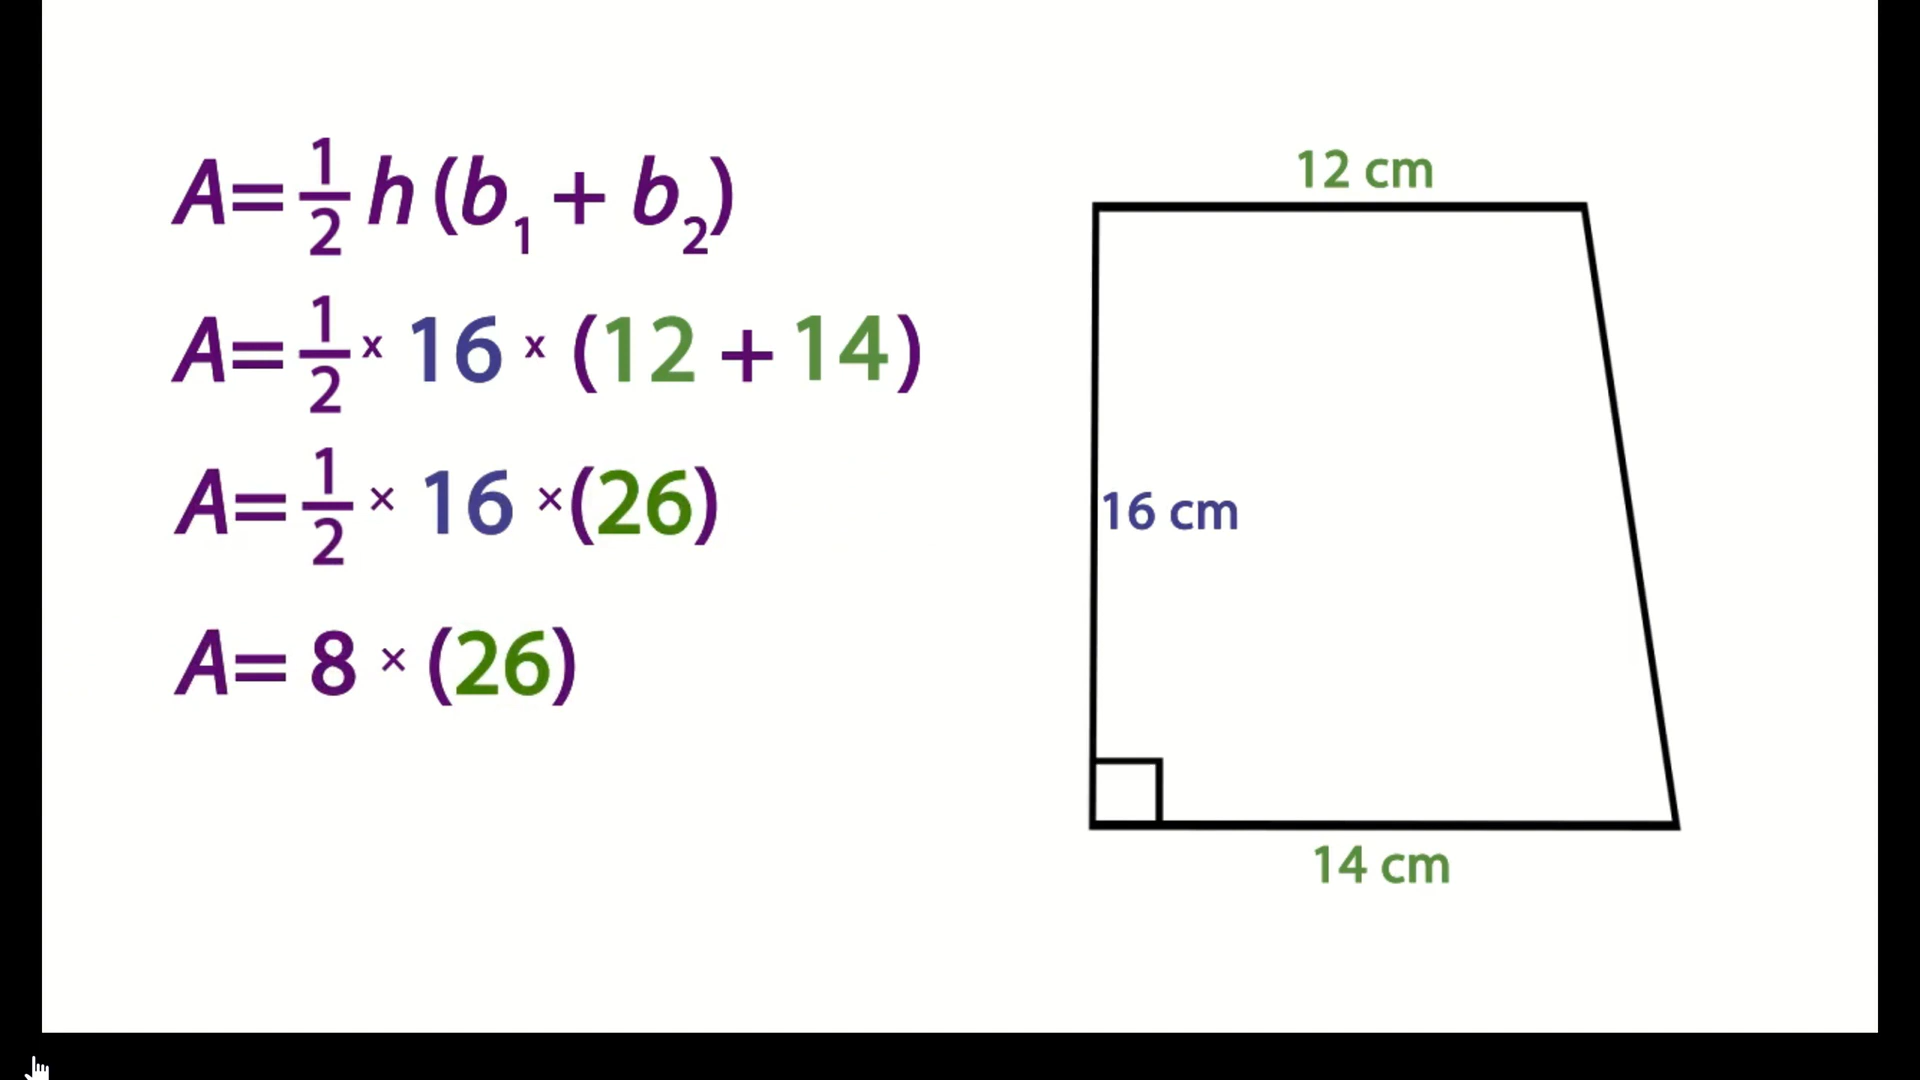 A = 1/2 h (b₁ + b₂)
A = 1/2 × 16 × (12 + 14)
A = 1/2 × 16 × (26)
A = 8 × (26)
12 cm
16 cm
14 cm